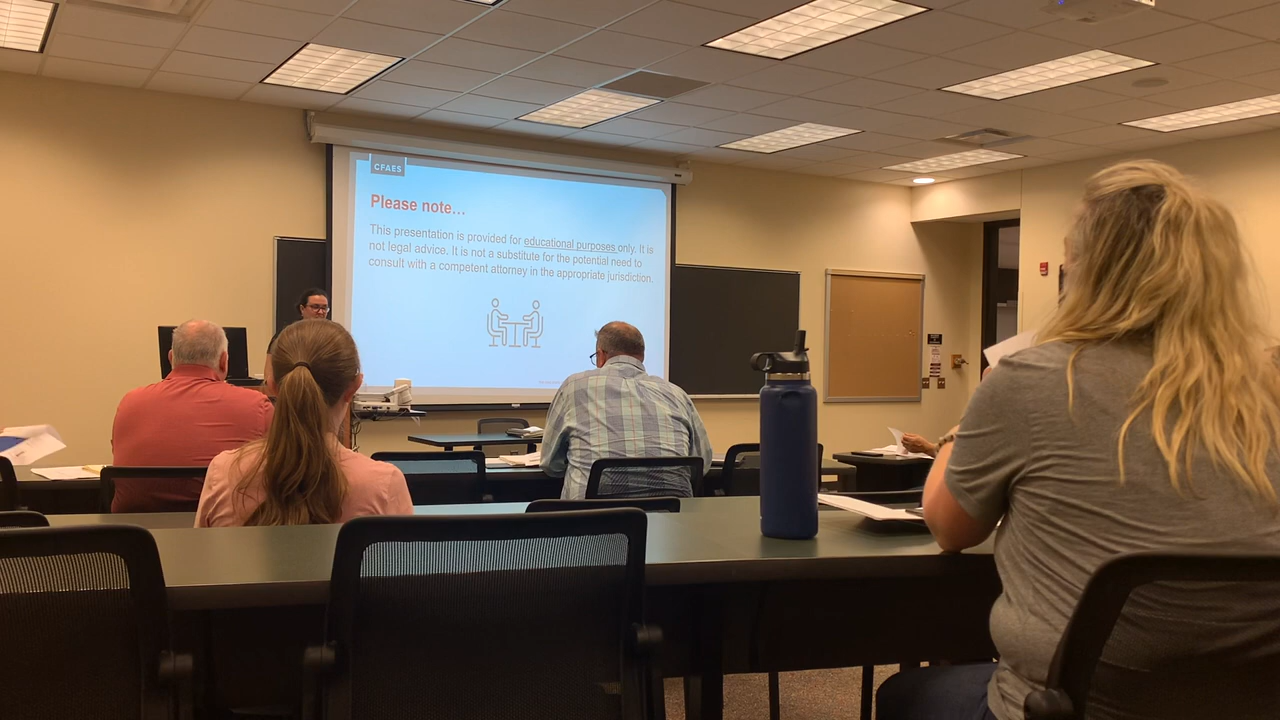 CFAES
Please note...
This presentation is provided for educational purposes only. It is
not legal advice. It is not a substitute for the potential need to
consult with a competent attorney in the appropriate jurisdiction.